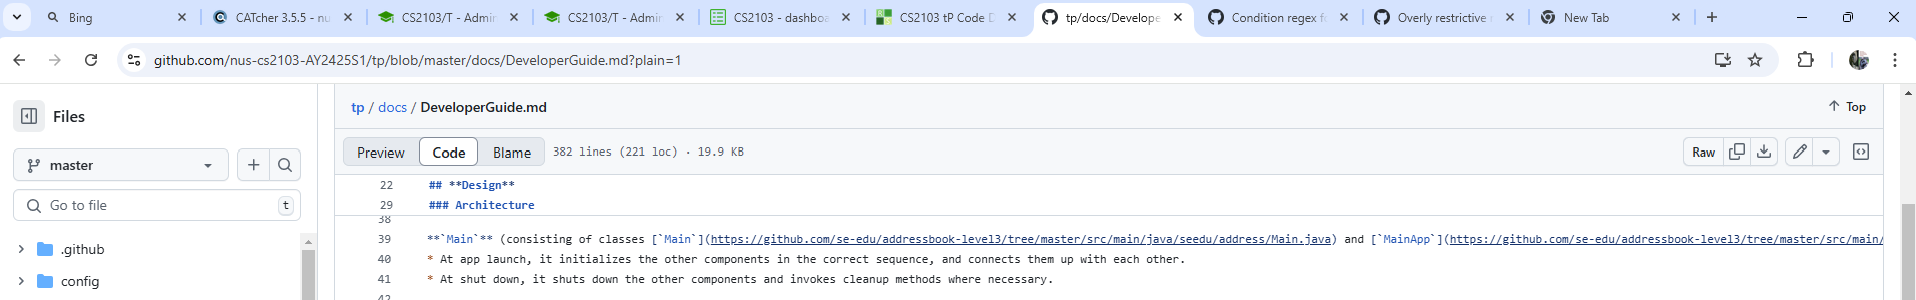 Bing
CATcher 3.5.5 - nu
CS2103/T - Admin
CS2103/T - Admin
CS2103 - dashboa
CS2103 tP Code D
tp/docs/Develope
Condition regex fo
Overly restrictive r
New Tab
github.com/nus-cs2103-AY2425S1/tp/blob/master/docs/DeveloperGuide.md?plain=1
Files
tp / docs / DeveloperGuide.md
Top
master
Preview
Code
Blame
382 lines (221 loc) · 19.9 KB
Raw
Go to file
t
.github
config
22 ## **Design**
29 ### Architecture
38
39 **`Main`** (consisting of classes [`Main`](https://github.com/se-edu/addressbook-level3/tree/master/src/main/java/seedu/address/Main.java) and [`MainApp`](https://github.com/se-edu/addressbook-level3/tree/master/src/main/
40 * At app launch, it initializes the other components in the correct sequence, and connects them up with each other.
41 * At shut down, it shuts down the other components and invokes cleanup methods where necessary.
42